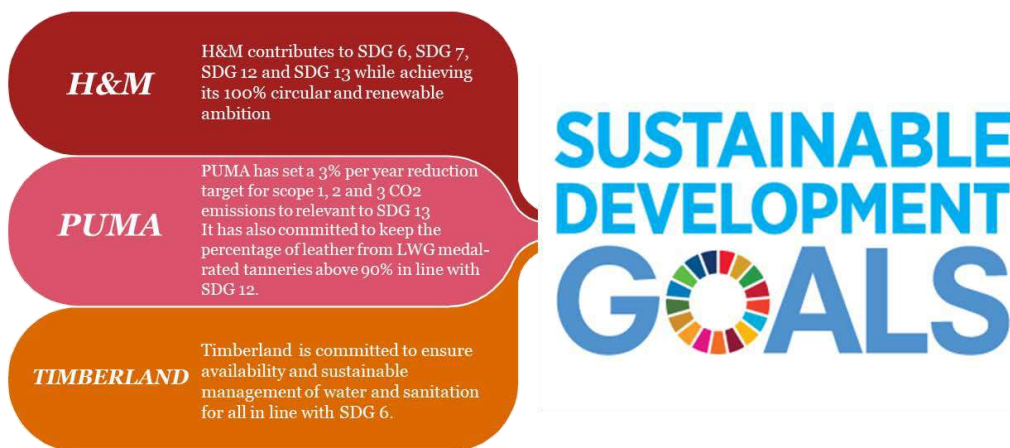 H&M
H&M contributes to SDG 6, SDG 7,
SDG 12 and SDG 13 while achieving
its 100% circular and renewable
ambition
PUMA
PUMA has set a 3% per year reduction
target for scope 1, 2 and 3 CO2
emissions to relevant to SDG 13
It has also committed to keep the
percentage of leather from LWG medal-
rated tanneries above 90% in line with
SDG 12.
TIMBERLAND
Timberland is committed to ensure
availability and sustainable
management of water and sanitation
for all in line with SDG 6.
SUSTAINABLE
DEVELOPMENT
GOALS